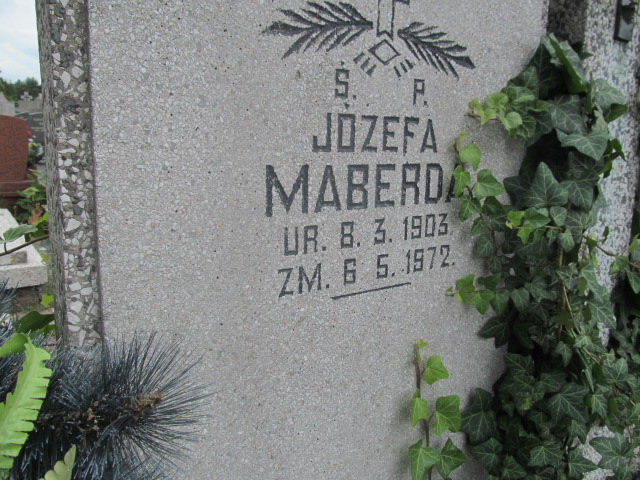 Ś. P.
JÓZEFA
MABERDA
UR. 8. 3. 1903
ZM. 6 5. 1972.